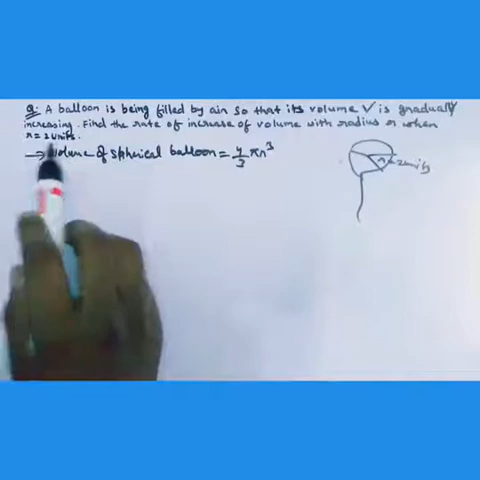 Q: A balloon is being filled by air so that its volume V is gradually
increasing. Find the rate of increase of volume with radius r when
r = 2 units.
→ Volume of spherical balloon = 4/3 πr³
r = 2 units